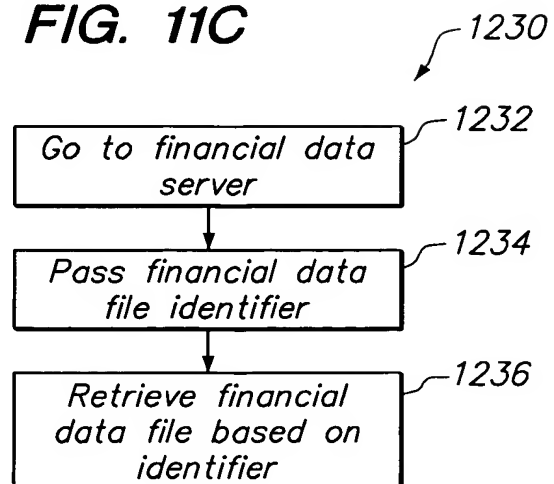 FIG. 11C
1230
1232
Go to financial data
server
1234
Pass financial data
file identifier
1236
Retrieve financial
data file based on
identifier